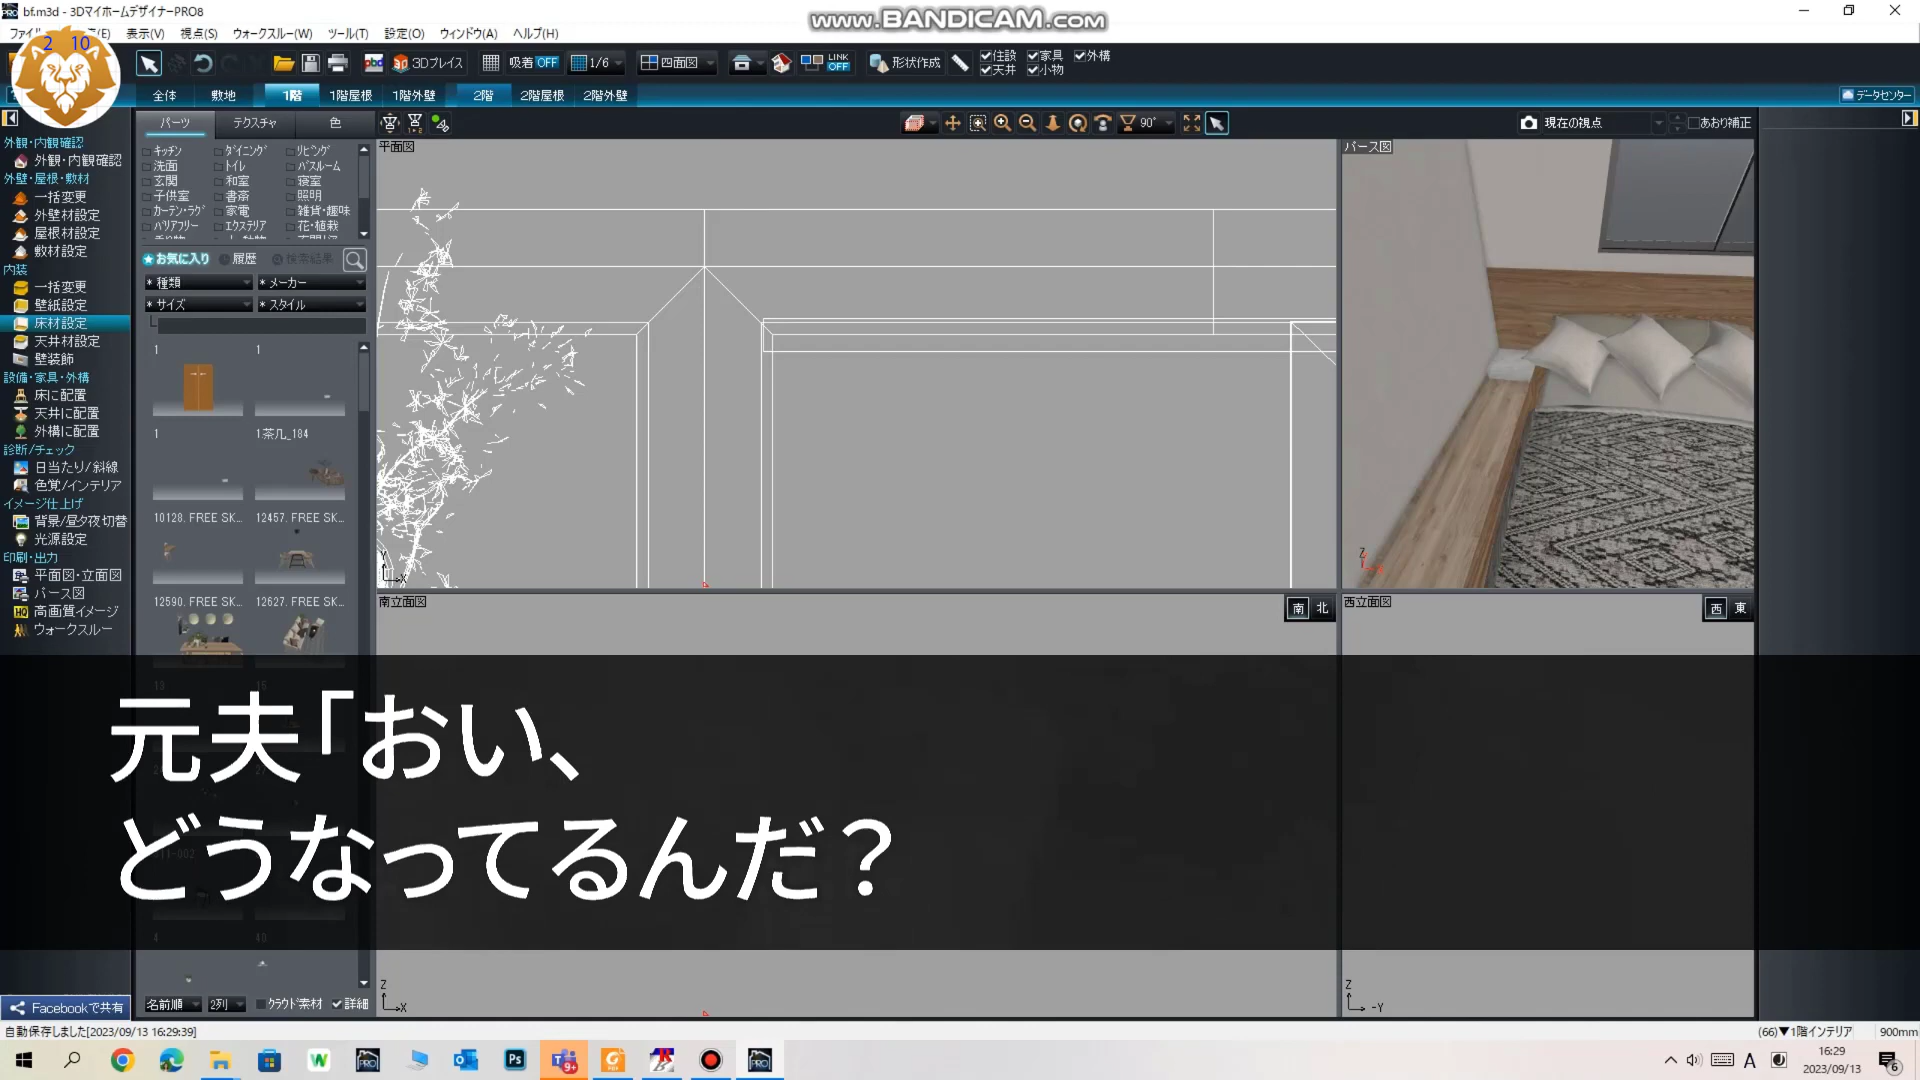 bf.m3d - 3DマイホームデザイナーPRO8
www.BANDICAM.com
表示(V) 視点(S) ウォークスルー(W) ツール(T) 設定(O) ウィンドウ(A) ヘルプ(H)
2 10
3Dプレイス 吸着 OFF 1/6 四面図 LINK OFF 形状作成 住設 家具 外構
天井 小物
全体 敷地 1階 1階屋根 1階外壁 2階 2階屋根 2階外壁 データセンター
パーツ テクスチャ 色 90° 現在の視点 あおり補正
外観・内観確認
外観・内観確認
外壁・屋根・敷材
一括変更
外壁材設定
屋根材設定
敷材設定
内装
一括変更
壁紙設定
床材設定
天井材設定
壁装飾
設備・家具・外構
床に配置
天井に配置
外構に配置
診断/チェック
日当たり/斜線
色覚/インテリア
イメージ仕上げ
背景/昼夕夜切替
光源設定
印刷・出力
平面図・立面図
パース図
高画質イメージ
ウォークスルー
キッチン ダイニング リビング
洗面 トイレ バスルーム
玄関 和室 寝室
子供室 書斎 照明
カーテン・ラグ 家電 雑貨・趣味
バリアフリー エクステリア 花・植栽
お気に入り 履歴 検索結果
* 種類 * メーカー
* サイズ * スタイル
1 1
1 1茶几_184
10128. FREE SK... 12457. FREE SK...
12590. FREE SK... 12627. FREE SK...
平面図
パース図
南立面図 南 北
西立面図 西 東
元夫「おい、
どうなってるんだ？
名前順 2列 クラウド素材 詳細
Facebookで共有
Z X
Z -Y
自動保存しました[2023/09/13 16:29:39]
(66)▼1階インテリア 900mm
A 16:29
2023/09/13
6